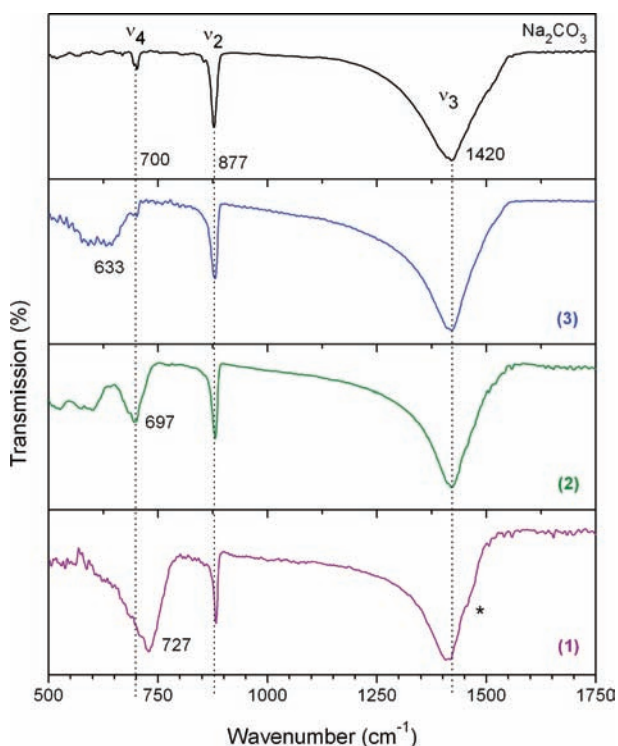 ν₄ ν₂ Na₂CO₃
ν₃
700 877 1420
633
(3)
697
(2)
*
727
(1)
Transmission (%)
500 750 1000 1250 1500 1750
Wavenumber (cm⁻¹)